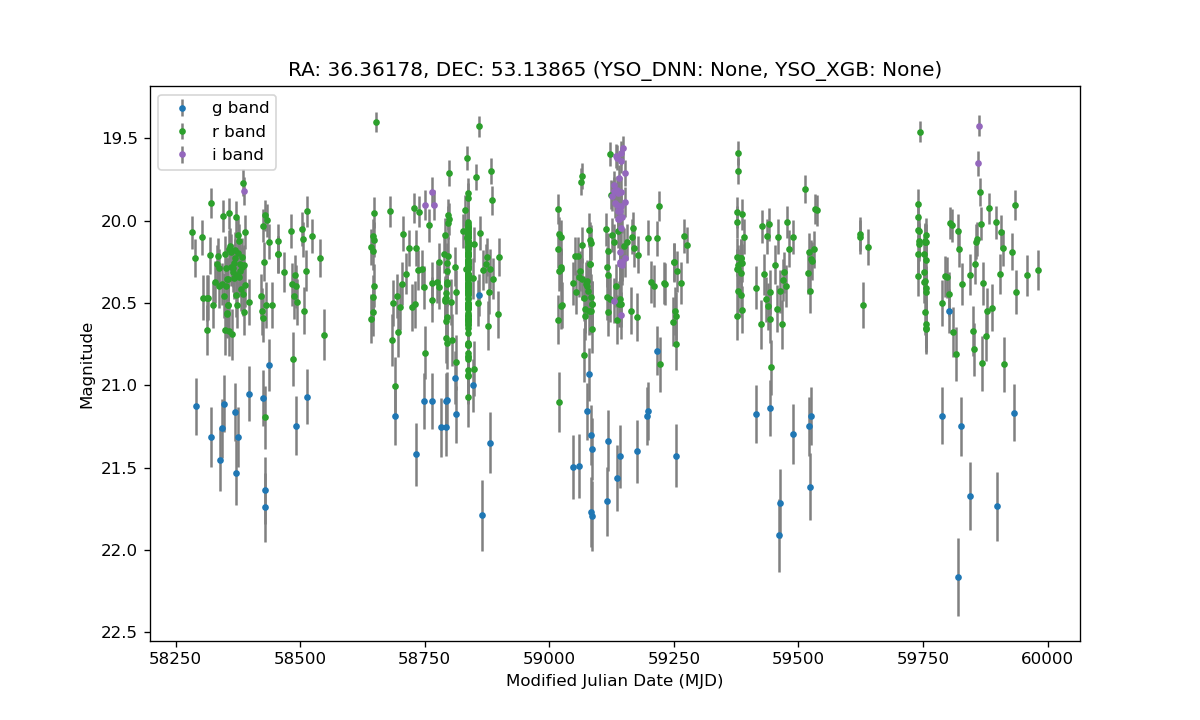 RA: 36.36178, DEC: 53.13865 (YSO_DNN: None, YSO_XGB: None)
g band
r band
i band
19.5
20.0
20.5
21.0
21.5
22.0
22.5
Magnitude
58250 58500 58750 59000 59250 59500 59750 60000
Modified Julian Date (MJD)